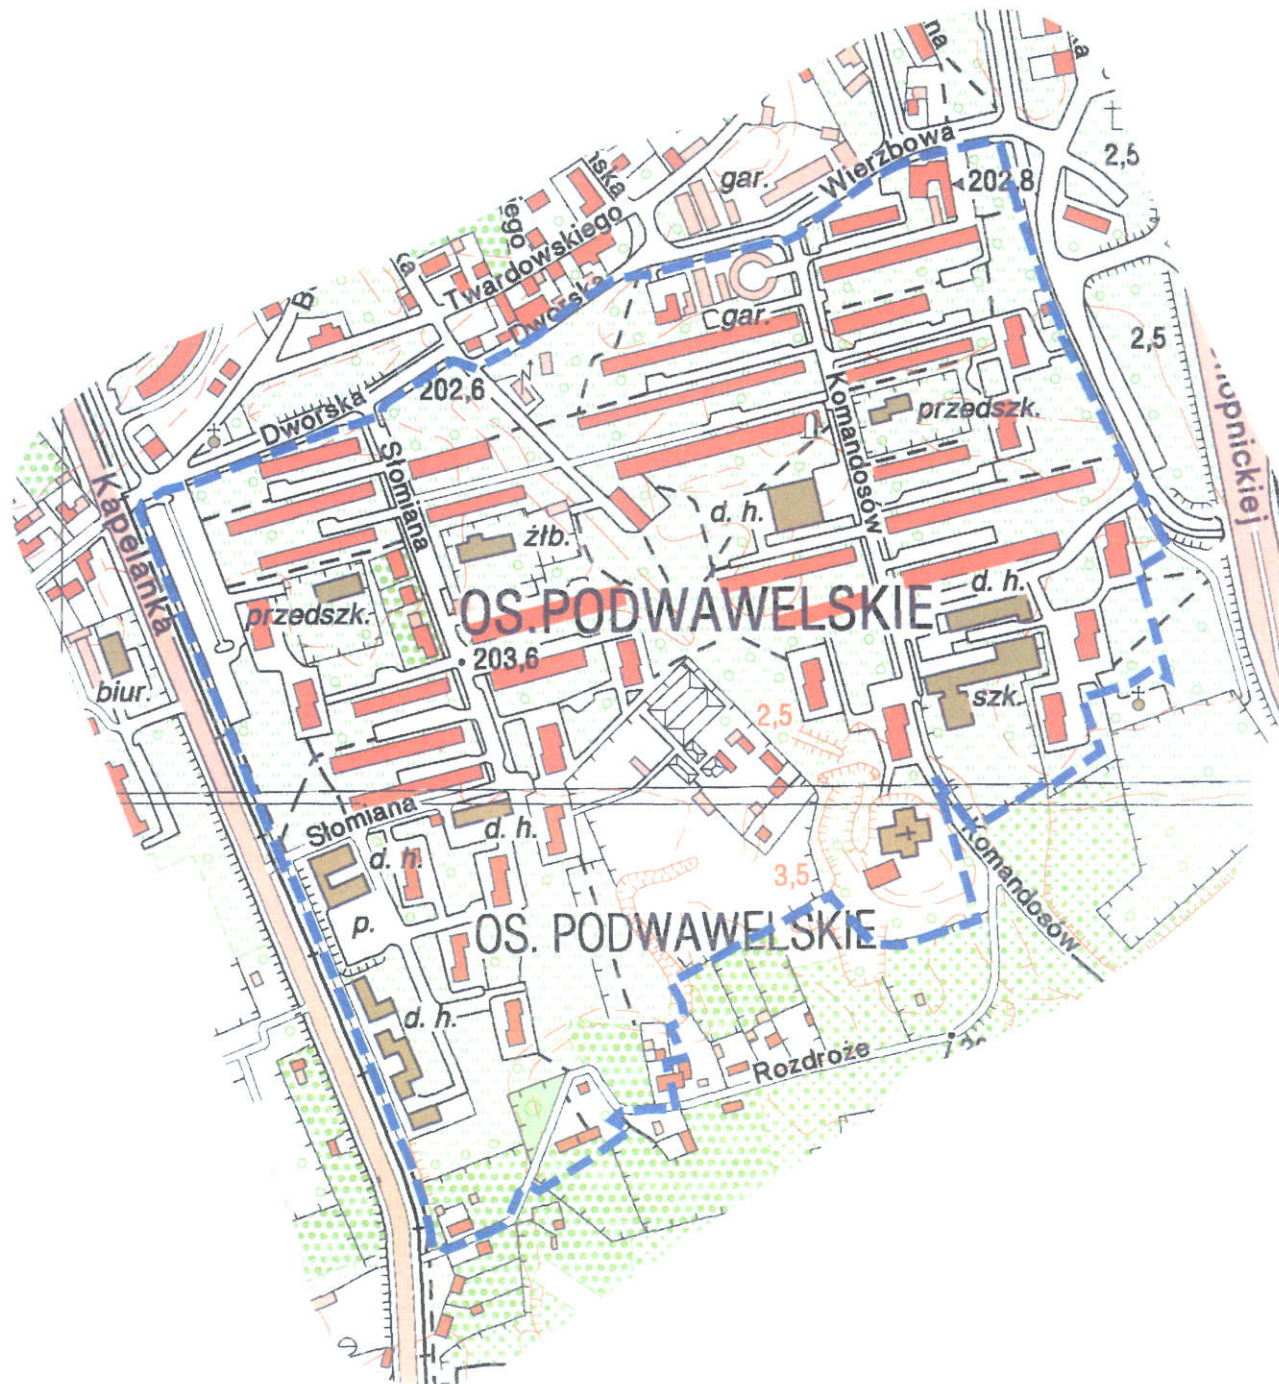 Wierzbowa
2,5
gar.
202,8
Twardowskiego
Dworska
gar.
2,5
202,6
Dworska
Komandosów
przedszk.
Słomiana
Kapelanka
d. h.
żłb.
d. h.
przedszk.
OS. PODWAWELSKIE
203,6
biur.
szk.
2,5
Słomiana
d. h.
d. h.
Komandosów
3,5
p.
OS. PODWAWELSKIE
d. h.
Rozdroże